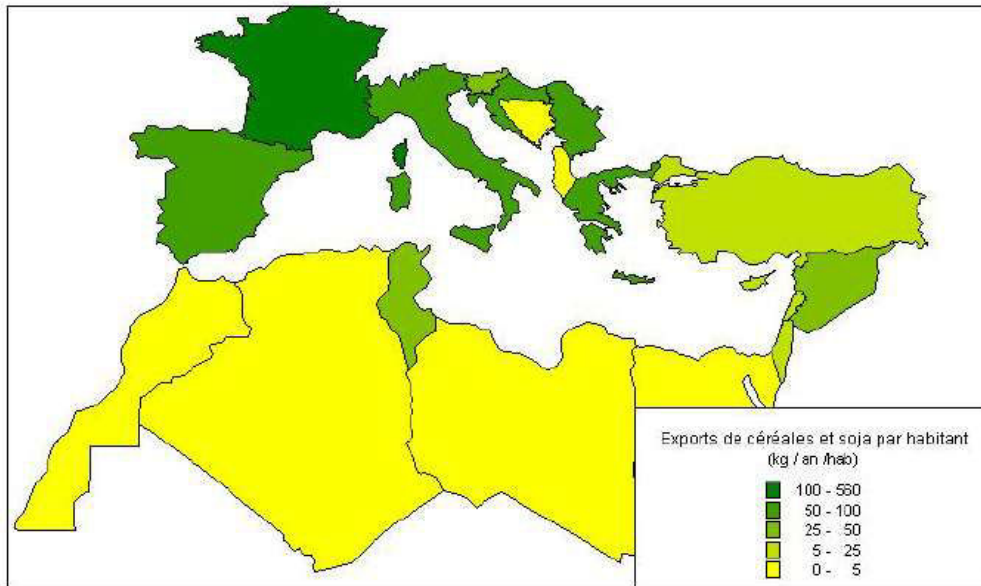 Exports de céréales et soja par habitant
(kg / an /hab)
100 - 560
50 - 100
25 - 50
5 - 25
0 - 5